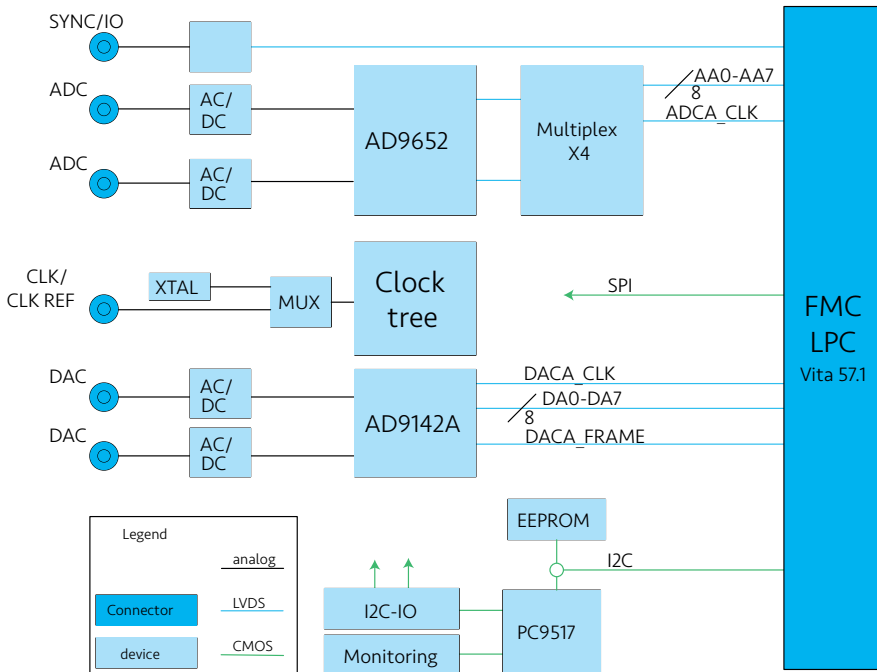 SYNC/IO
ADC
AC/
DC
AD9652
Multiplex
X4
AA0-AA7
8
ADCA_CLK
ADC
AC/
DC
CLK/
CLK REF
XTAL
MUX
Clock
tree
SPI
FMC
LPC
Vita 57.1
DAC
AC/
DC
AD9142A
DACA_CLK
DA0-DA7
8
DACA_FRAME
DAC
AC/
DC
Legend
analog
Connector
LVDS
device
CMOS
EEPROM
I2C
I2C-IO
PC9517
Monitoring